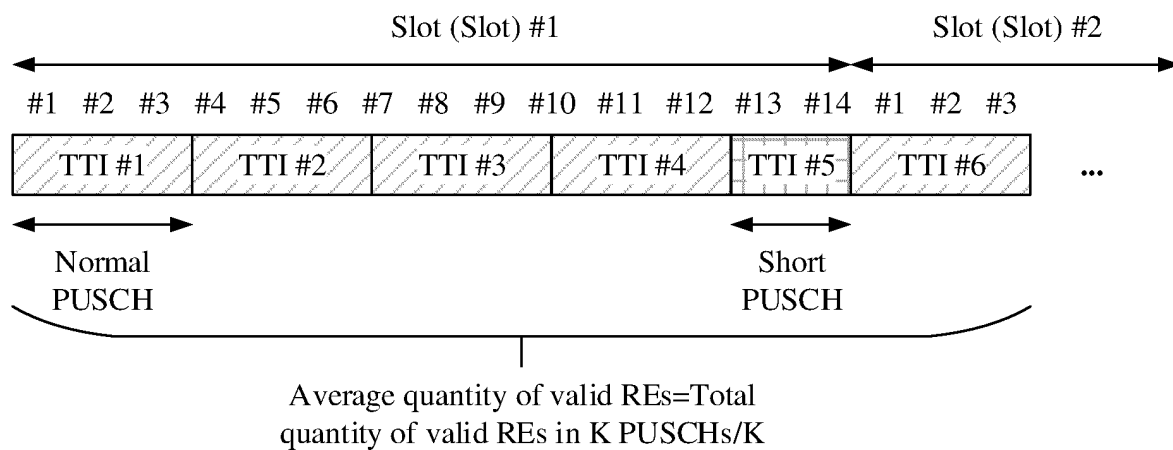 Slot (Slot) #1 Slot (Slot) #2
#1 #2 #3 #4 #5 #6 #7 #8 #9 #10 #11 #12 #13 #14 #1 #2 #3
TTI #1 TTI #2 TTI #3 TTI #4 TTI #5 TTI #6 ...
Normal Short
PUSCH PUSCH
Average quantity of valid REs=Total
quantity of valid REs in K PUSCHs/K